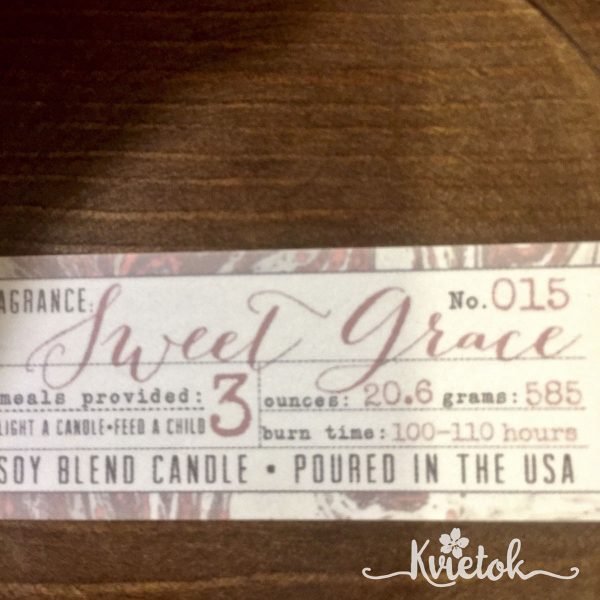 AGRANCE: Sweet Grace No. 015
meals provided: 3 ounces: 20.6 grams: 585
LIGHT A CANDLE•FEED A CHILD burn time: 100-110 hours
SOY BLEND CANDLE • POURED IN THE USA
Kvietok